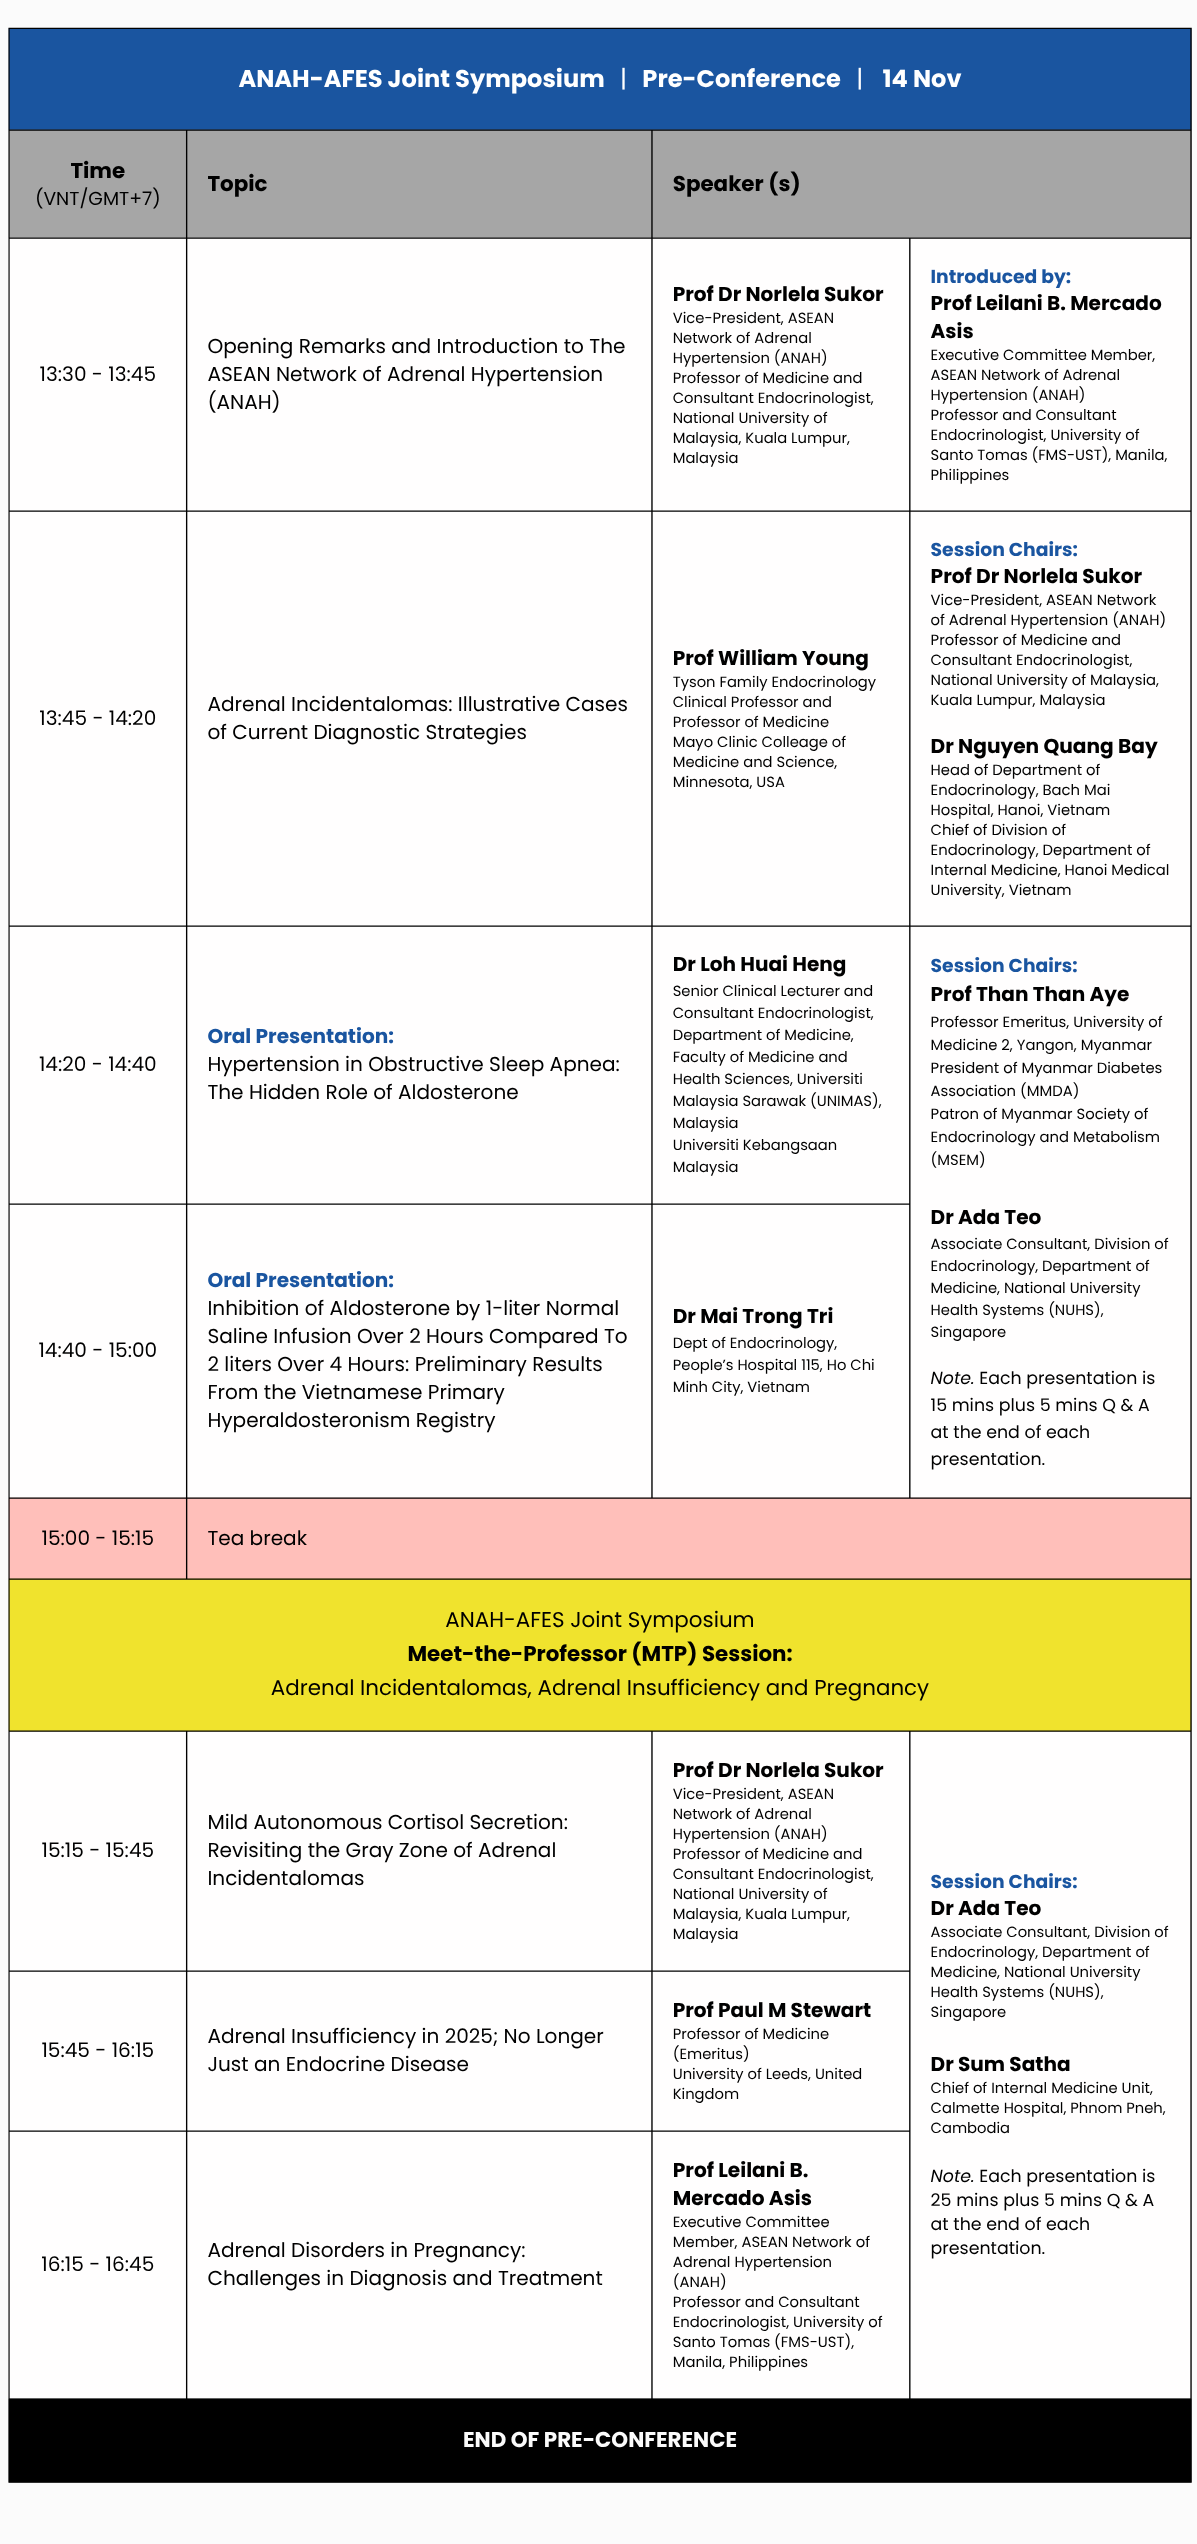 ANAH-AFES Joint Symposium | Pre-Conference | 14 Nov
Time
(VNT/GMT+7)
Topic
Speaker (s)
13:30 - 13:45
Opening Remarks and Introduction to The
ASEAN Network of Adrenal Hypertension
(ANAH)
Prof Dr Norlela Sukor
Vice-President, ASEAN
Network of Adrenal
Hypertension (ANAH)
Professor of Medicine and
Consultant Endocrinologist,
National University of
Malaysia, Kuala Lumpur,
Malaysia
Introduced by:
Prof Leilani B. Mercado
Asis
Executive Committee Member,
ASEAN Network of Adrenal
Hypertension (ANAH)
Professor and Consultant
Endocrinologist, University of
Santo Tomas (FMS-UST), Manila,
Philippines
13:45 - 14:20
Adrenal Incidentalomas: Illustrative Cases
of Current Diagnostic Strategies
Prof William Young
Tyson Family Endocrinology
Clinical Professor and
Professor of Medicine
Mayo Clinic Colleage of
Medicine and Science,
Minnesota, USA
Session Chairs:
Prof Dr Norlela Sukor
Vice-President, ASEAN Network
of Adrenal Hypertension (ANAH)
Professor of Medicine and
Consultant Endocrinologist,
National University of Malaysia,
Kuala Lumpur, Malaysia
Dr Nguyen Quang Bay
Head of Department of
Endocrinology, Bach Mai
Hospital, Hanoi, Vietnam
Chief of Division of
Endocrinology, Department of
Internal Medicine, Hanoi Medical
University, Vietnam
14:20 - 14:40
Oral Presentation:
Hypertension in Obstructive Sleep Apnea:
The Hidden Role of Aldosterone
Dr Loh Huai Heng
Senior Clinical Lecturer and
Consultant Endocrinologist,
Department of Medicine,
Faculty of Medicine and
Health Sciences, Universiti
Malaysia Sarawak (UNIMAS),
Malaysia
Universiti Kebangsaan
Malaysia
Session Chairs:
Prof Than Than Aye
Professor Emeritus, University of
Medicine 2, Yangon, Myanmar
President of Myanmar Diabetes
Association (MMDA)
Patron of Myanmar Society of
Endocrinology and Metabolism
(MSEM)
Dr Ada Teo
Associate Consultant, Division of
Endocrinology, Department of
Medicine, National University
Health Systems (NUHS),
Singapore
Note. Each presentation is
15 mins plus 5 mins Q & A
at the end of each
presentation.
14:40 - 15:00
Oral Presentation:
Inhibition of Aldosterone by 1-liter Normal
Saline Infusion Over 2 Hours Compared To
2 liters Over 4 Hours: Preliminary Results
From the Vietnamese Primary
Hyperaldosteronism Registry
Dr Mai Trong Tri
Dept of Endocrinology,
People's Hospital 115, Ho Chi
Minh City, Vietnam
15:00 - 15:15
Tea break
ANAH-AFES Joint Symposium
Meet-the-Professor (MTP) Session:
Adrenal Incidentalomas, Adrenal Insufficiency and Pregnancy
15:15 - 15:45
Mild Autonomous Cortisol Secretion:
Revisiting the Gray Zone of Adrenal
Incidentalomas
Prof Dr Norlela Sukor
Vice-President, ASEAN
Network of Adrenal
Hypertension (ANAH)
Professor of Medicine and
Consultant Endocrinologist,
National University of
Malaysia, Kuala Lumpur,
Malaysia
Session Chairs:
Dr Ada Teo
Associate Consultant, Division of
Endocrinology, Department of
Medicine, National University
Health Systems (NUHS),
Singapore
Dr Sum Satha
Chief of Internal Medicine Unit,
Calmette Hospital, Phnom Pneh,
Cambodia
Note. Each presentation is
25 mins plus 5 mins Q & A
at the end of each
presentation.
15:45 - 16:15
Adrenal Insufficiency in 2025; No Longer
Just an Endocrine Disease
Prof Paul M Stewart
Professor of Medicine
(Emeritus)
University of Leeds, United
Kingdom
16:15 - 16:45
Adrenal Disorders in Pregnancy:
Challenges in Diagnosis and Treatment
Prof Leilani B.
Mercado Asis
Executive Committee
Member, ASEAN Network of
Adrenal Hypertension
(ANAH)
Professor and Consultant
Endocrinologist, University of
Santo Tomas (FMS-UST),
Manila, Philippines
END OF PRE-CONFERENCE